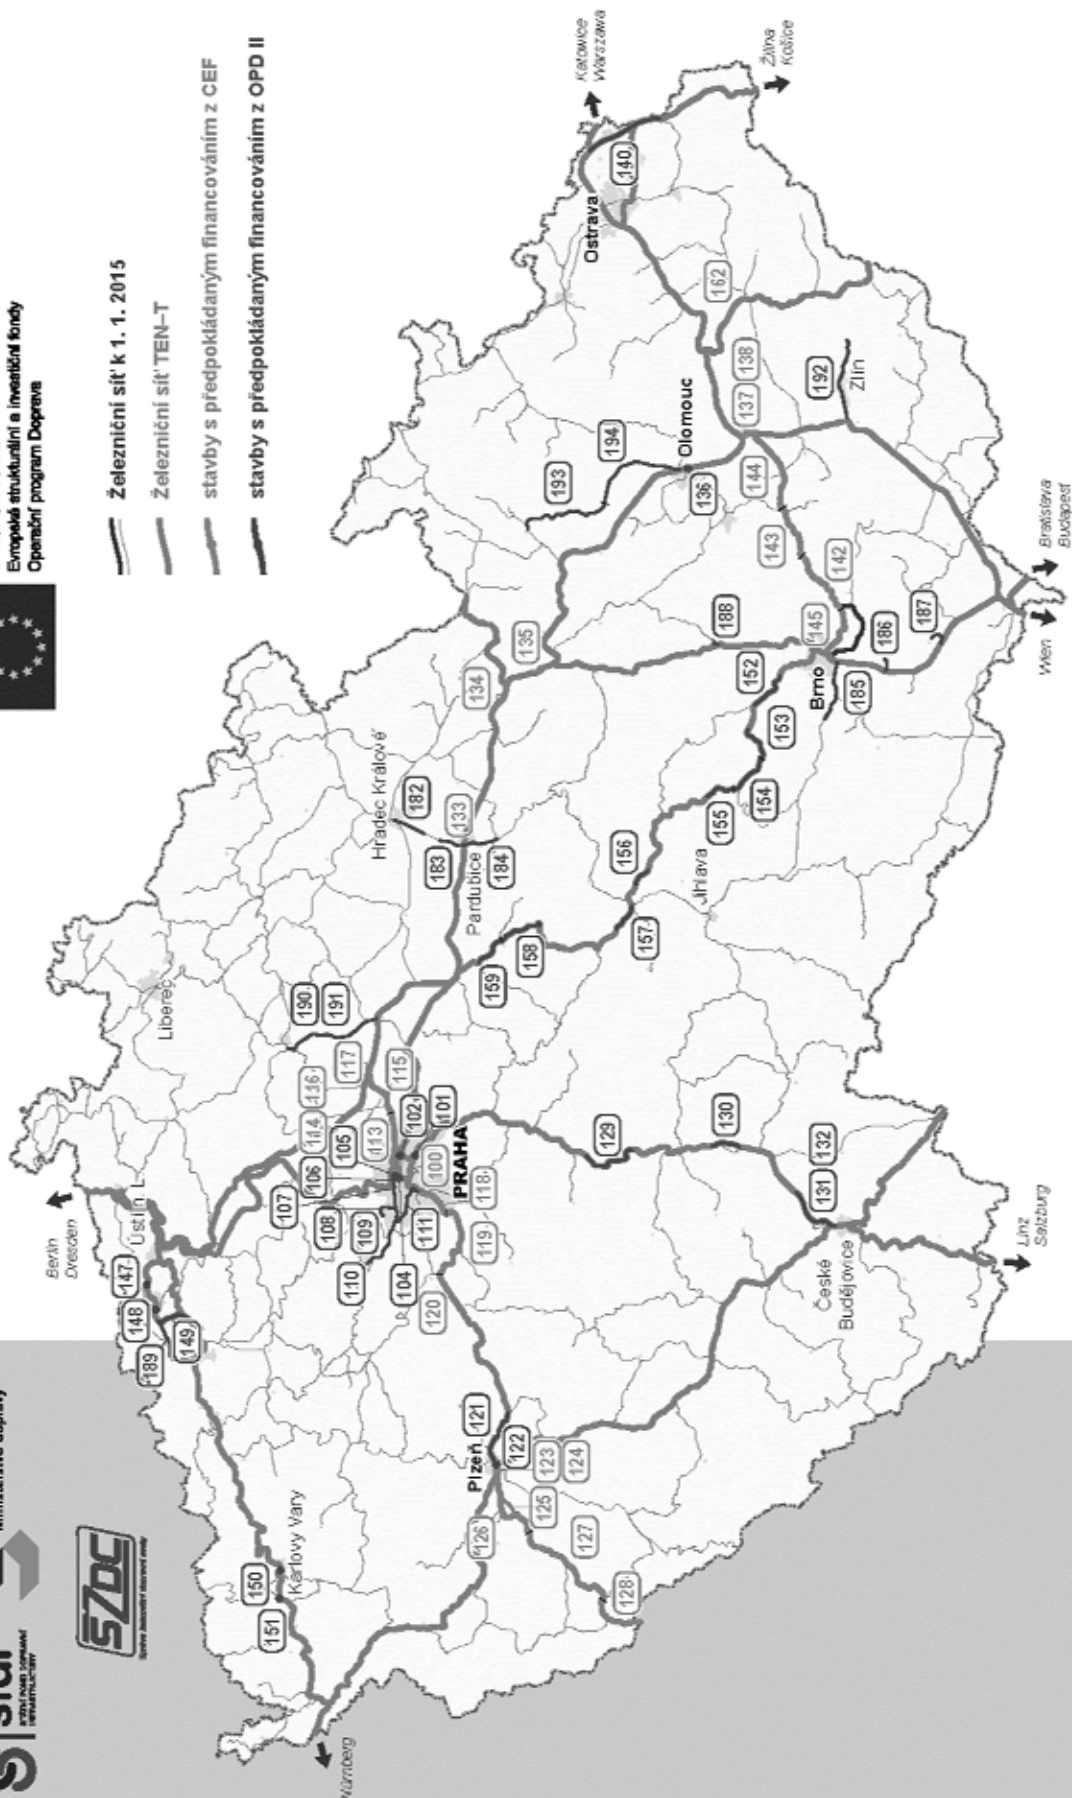 Evropské strukturální a investiční fondy
Operační program Doprava
Železniční síť k 1. 1. 2015
Železniční síť TEN–T
stavby s předpokládaným financováním z CEF
stavby s předpokládaným financováním z OPD II
SŽDC
Berlin
Dresden
Katowice
Warszawa
Žilina
Košice
Bratislava
Budapest
Wien
Linz
Salzburg
Nürnberg
Ústí n. L.
Liberec
Karlovy Vary
Hradec Králové
Pardubice
PRAHA
Plzeň
České
Budějovice
Jihlava
Brno
Olomouc
Ostrava
Zlín
147
148
189
149
150
151
190
191
117
116
115
114
113
105
106
107
108
109
110
104
111
100
101
102
118
119
120
121
122
123
124
125
126
127
128
129
130
131
132
182
183
133
184
134
135
159
158
157
156
155
154
153
152
188
145
185
186
187
142
143
144
136
193
194
137
138
162
140
192